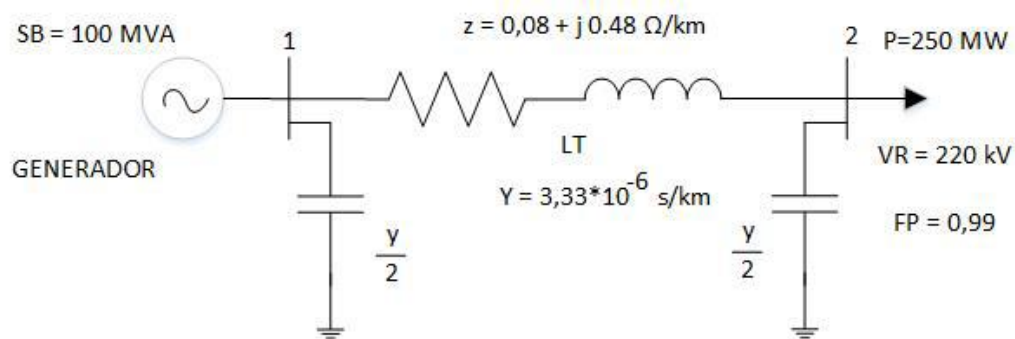 SB = 100 MVA
1
z = 0,08 + j 0.48 Ω/km
2
P=250 MW
GENERADOR
LT
VR = 220 kV
Y = 3,33*10⁻⁶ s/km
y
2
y
2
FP = 0,99